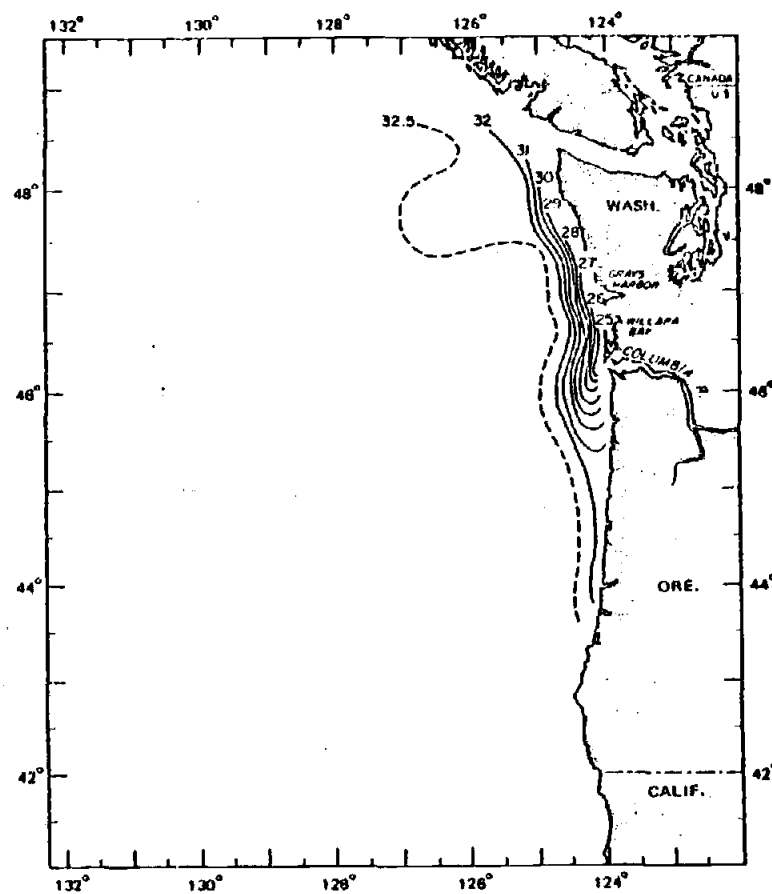 132° 130° 128° 126° 124°
CANADA
U S
32.5 32
31
30
48° 29 WASH. 48°
28
27 GRAYS
HARBOR
26
25 WILLAPA
BAY
COLUMBIA
46° 46°
44° ORE. 44°
42° 42°
CALIF.
132° 130° 128° 126° 124°